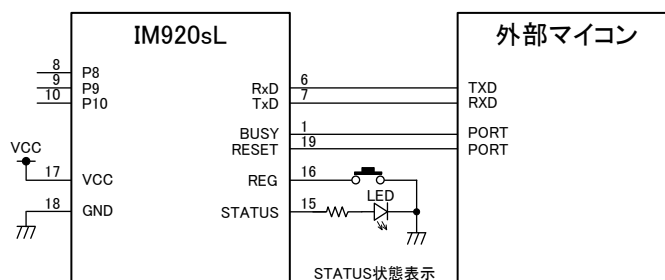 IM920sL
外部マイコン
8 P8
9 P9
10 P10
RxD 6 TXD
TxD 7 RXD
BUSY 1 PORT
RESET 19 PORT
VCC
17 VCC
REG 16
LED
18 GND
STATUS 15
STATUS状態表示